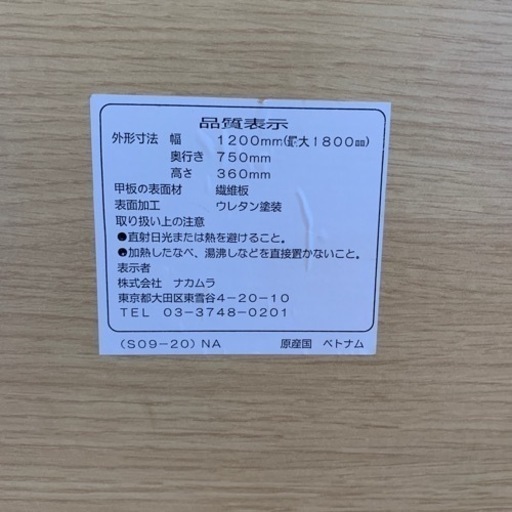 品質表示
外形寸法 幅 1200mm(最大1800mm)
奥行き 750mm
高さ 360mm
甲板の表面材 繊維板
表面加工 ウレタン塗装
取り扱い上の注意
●直射日光または熱を避けること。
●加熱したなべ、湯沸しなどを直接置かないこと。
表示者
株式会社 ナカムラ
東京都大田区東雪谷4-20-10
TEL 03-3748-0201
(S09-20)NA 原産国 ベトナム